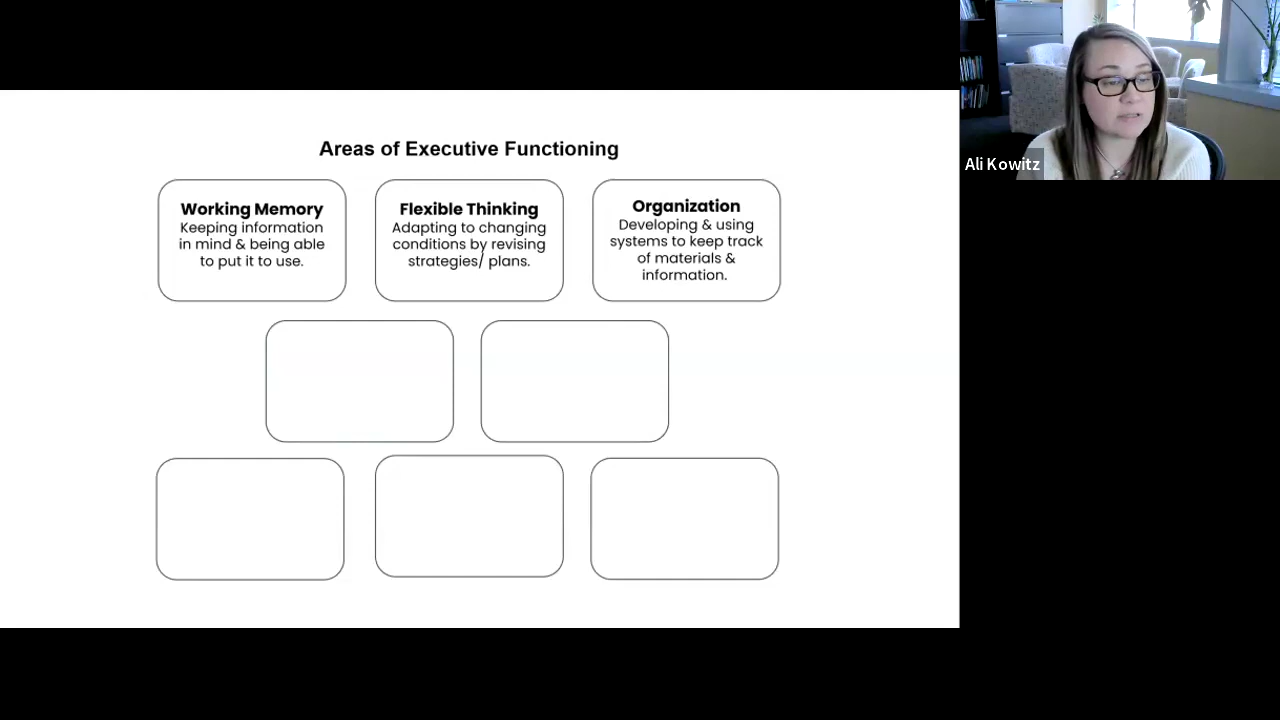 Areas of Executive Functioning
Working Memory
Keeping information
in mind & being able
to put it to use.
Flexible Thinking
Adapting to changing
conditions by revising
strategies/ plans.
Organization
Developing & using
systems to keep track
of materials &
information.
Ali Kowitz